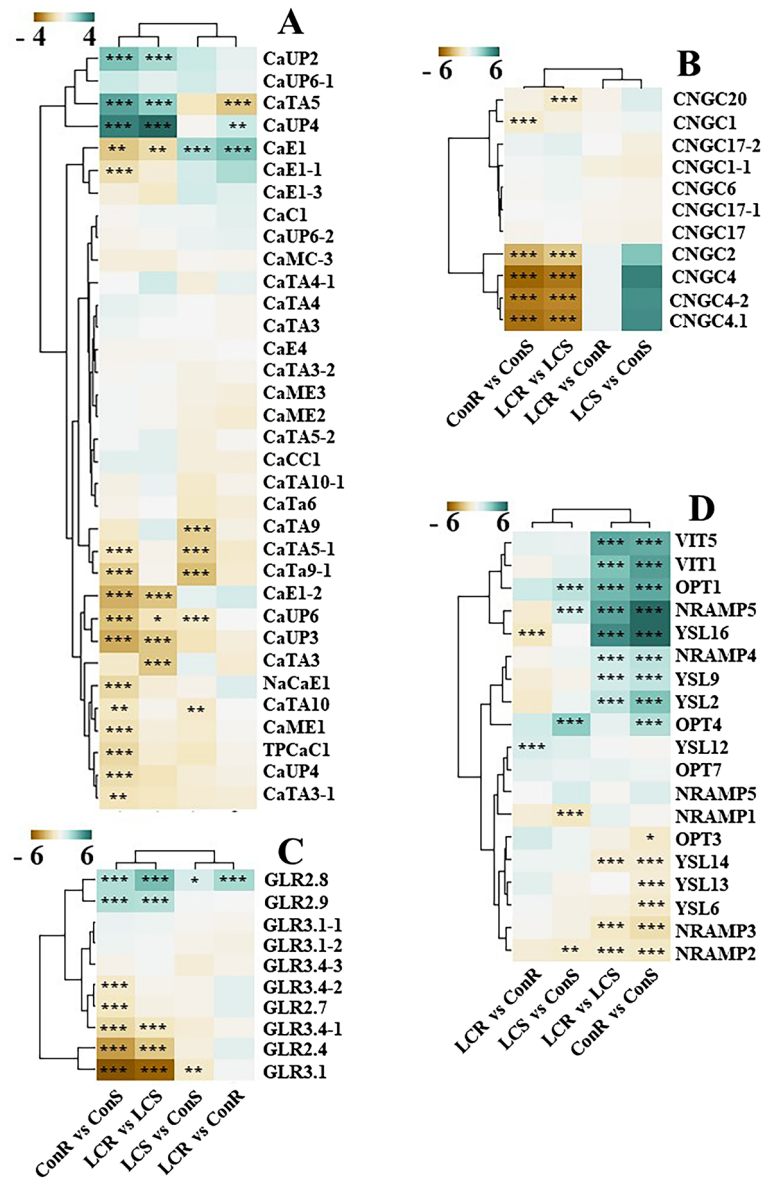 A
- 4 4
CaUP2
***
***
CaUP6-1
CaTA5
***
***
***
CaUP4
***
***
**
CaE1
**
**
***
***
CaE1-1
***
CaE1-3
CaC1
CaUP6-2
CaMC-3
CaTA4-1
CaTA4
CaTA3
CaE4
CaTA3-2
CaME3
CaME2
CaTA5-2
CaCC1
CaTA10-1
CaTa6
CaTA9
***
CaTA5-1
***
***
CaTa9-1
***
***
CaE1-2
***
***
CaUP6
***
*
***
CaUP3
***
***
CaTA3
***
NaCaE1
***
CaTA10
**
**
CaME1
***
TPCaC1
***
CaUP4
***
CaTA3-1
**
B
- 6 6
CNGC20
***
CNGC1
***
CNGC17-2
CNGC1-1
CNGC6
CNGC17-1
CNGC17
CNGC2
***
***
CNGC4
***
***
CNGC4-2
***
***
CNGC4.1
***
***
ConR vs ConS
LCR vs LCS
LCR vs ConR
LCS vs ConS
C
- 6 6
GLR2.8
***
***
*
***
GLR2.9
***
***
GLR3.1-1
GLR3.1-2
GLR3.4-3
GLR3.4-2
***
GLR2.7
***
GLR3.4-1
***
***
GLR2.4
***
***
GLR3.1
***
***
**
ConR vs ConS
LCR vs LCS
LCS vs ConS
LCR vs ConR
D
- 6 6
VIT5
***
***
VIT1
***
***
OPT1
***
***
***
NRAMP5
***
***
***
YSL16
***
***
***
NRAMP4
***
***
YSL9
***
***
YSL2
***
***
OPT4
***
***
YSL12
***
OPT7
NRAMP5
NRAMP1
***
OPT3
*
YSL14
***
***
YSL13
***
YSL6
***
NRAMP3
***
***
NRAMP2
**
***
***
LCR vs ConR
LCS vs ConS
LCR vs LCS
ConR vs ConS